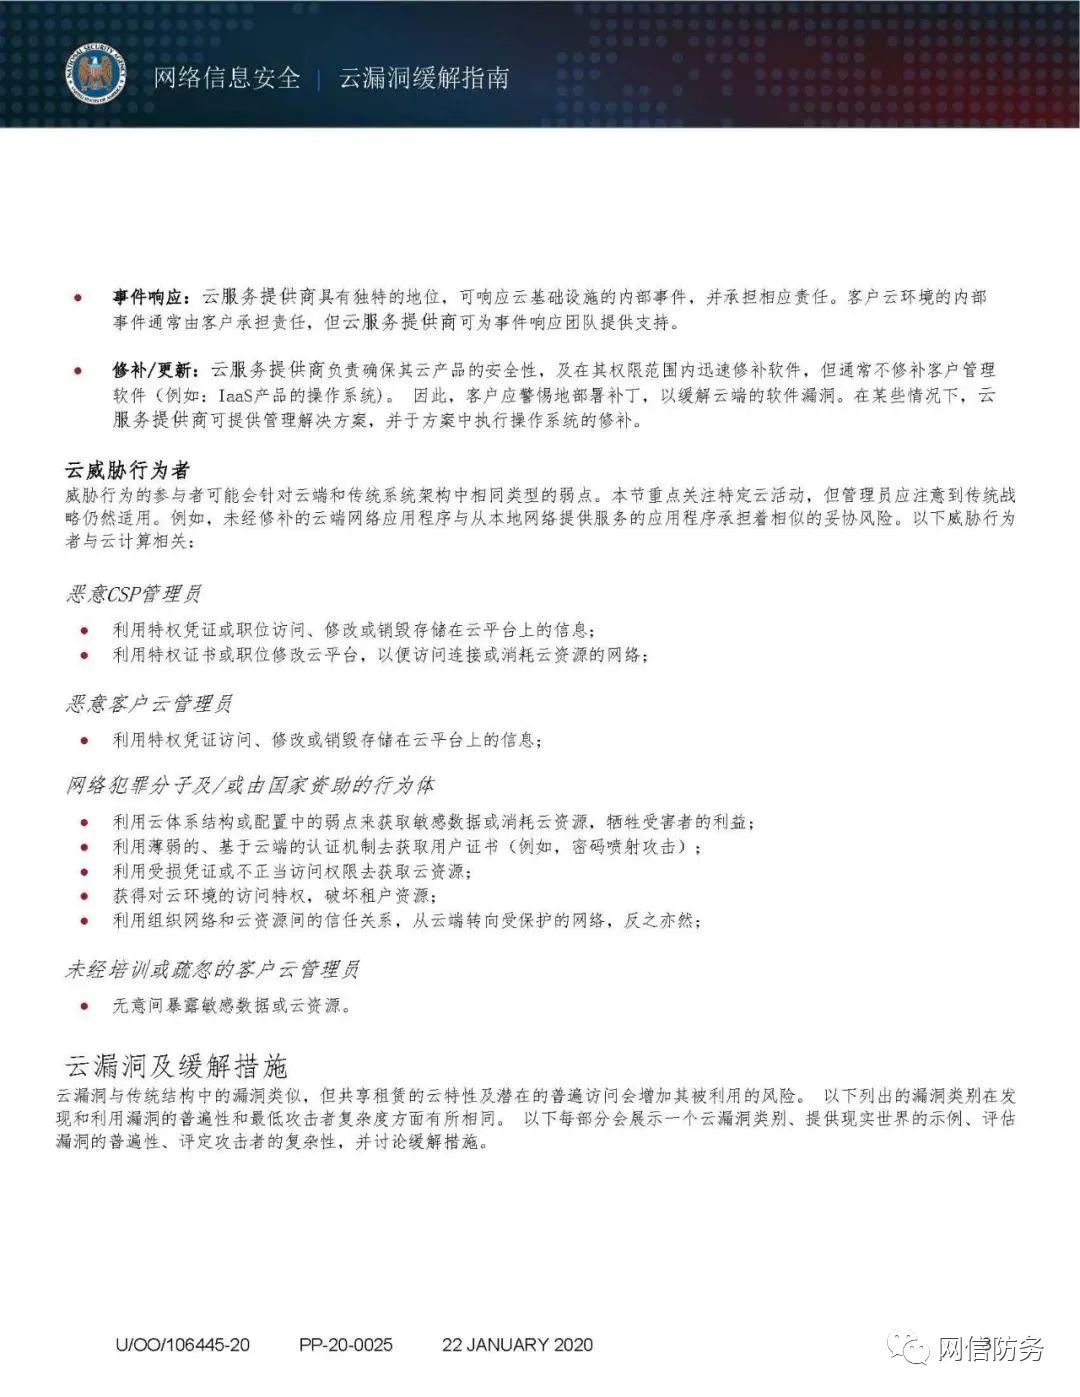 NATIONAL SECURITY AGENCY
UNITED STATES OF AMERICA
网络信息安全 | 云漏洞缓解指南
• 事件响应：云服务提供商具有独特的地位，可响应云基础设施的内部事件，并承担相应责任。客户云环境的内部
事件通常由客户承担责任，但云服务提供商可为事件响应团队提供支持。
• 修补/更新：云服务提供商负责确保其云产品的安全性，及在其权限范围内迅速修补软件，但通常不修补客户管理
软件（例如：IaaS产品的操作系统）。 因此，客户应警惕地部署补丁，以缓解云端的软件漏洞。在某些情况下，云
服务提供商可提供管理解决方案，并于方案中执行操作系统的修补。
云威胁行为者
威胁行为的参与者可能会针对云端和传统系统架构中相同类型的弱点。本节重点关注特定云活动，但管理员应注意到传统战
略仍然适用。例如，未经修补的云端网络应用程序与从本地网络提供服务的应用程序承担着相似的妥协风险。以下威胁行为
者与云计算相关：
恶意CSP管理员
• 利用特权凭证或职位访问、修改或销毁存储在云平台上的信息；
• 利用特权证书或职位修改云平台，以便访问连接或消耗云资源的网络；
恶意客户云管理员
• 利用特权凭证访问、修改或销毁存储在云平台上的信息；
网络犯罪分子及/或由国家资助的行为体
• 利用云体系结构或配置中的弱点来获取敏感数据或消耗云资源，牺牲受害者的利益；
• 利用薄弱的、基于云端的认证机制去获取用户证书（例如，密码喷射攻击）；
• 利用受损凭证或不正当访问权限去获取云资源；
• 获得对云环境的访问特权，破坏租户资源；
• 利用组织网络和云资源间的信任关系，从云端转向受保护的网络，反之亦然；
未经培训或疏忽的客户云管理员
• 无意间暴露敏感数据或云资源。
云漏洞及缓解措施
云漏洞与传统结构中的漏洞类似，但共享租赁的云特性及潜在的普遍访问会增加其被利用的风险。 以下列出的漏洞类别在发
现和利用漏洞的普遍性和最低攻击者复杂度方面有所相同。 以下每部分会展示一个云漏洞类别、提供现实世界的示例、评估
漏洞的普遍性、评定攻击者的复杂性，并讨论缓解措施。
U/OO/106445-20 PP-20-0025 22 JANUARY 2020 3
网信防务